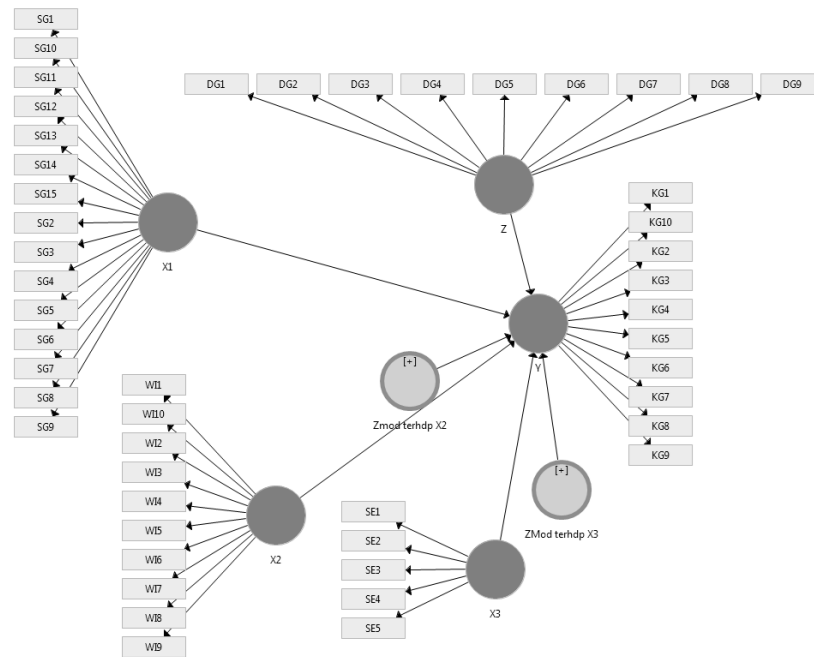 SG1
SG10
SG11
SG12
SG13
SG14
SG15
SG2
SG3
SG4
SG5
SG6
SG7
SG8
SG9
X1
DG1 DG2 DG3 DG4 DG5 DG6 DG7 DG8 DG9
Z
KG1
KG10
KG2
KG3
KG4
KG5
KG6
KG7
KG8
KG9
Y
[+]
Zmod terhdp X2
[+]
ZMod terhdp X3
WI1
WI10
WI2
WI3
WI4
WI5
WI6
WI7
WI8
WI9
X2
SE1
SE2
SE3
SE4
SE5
X3